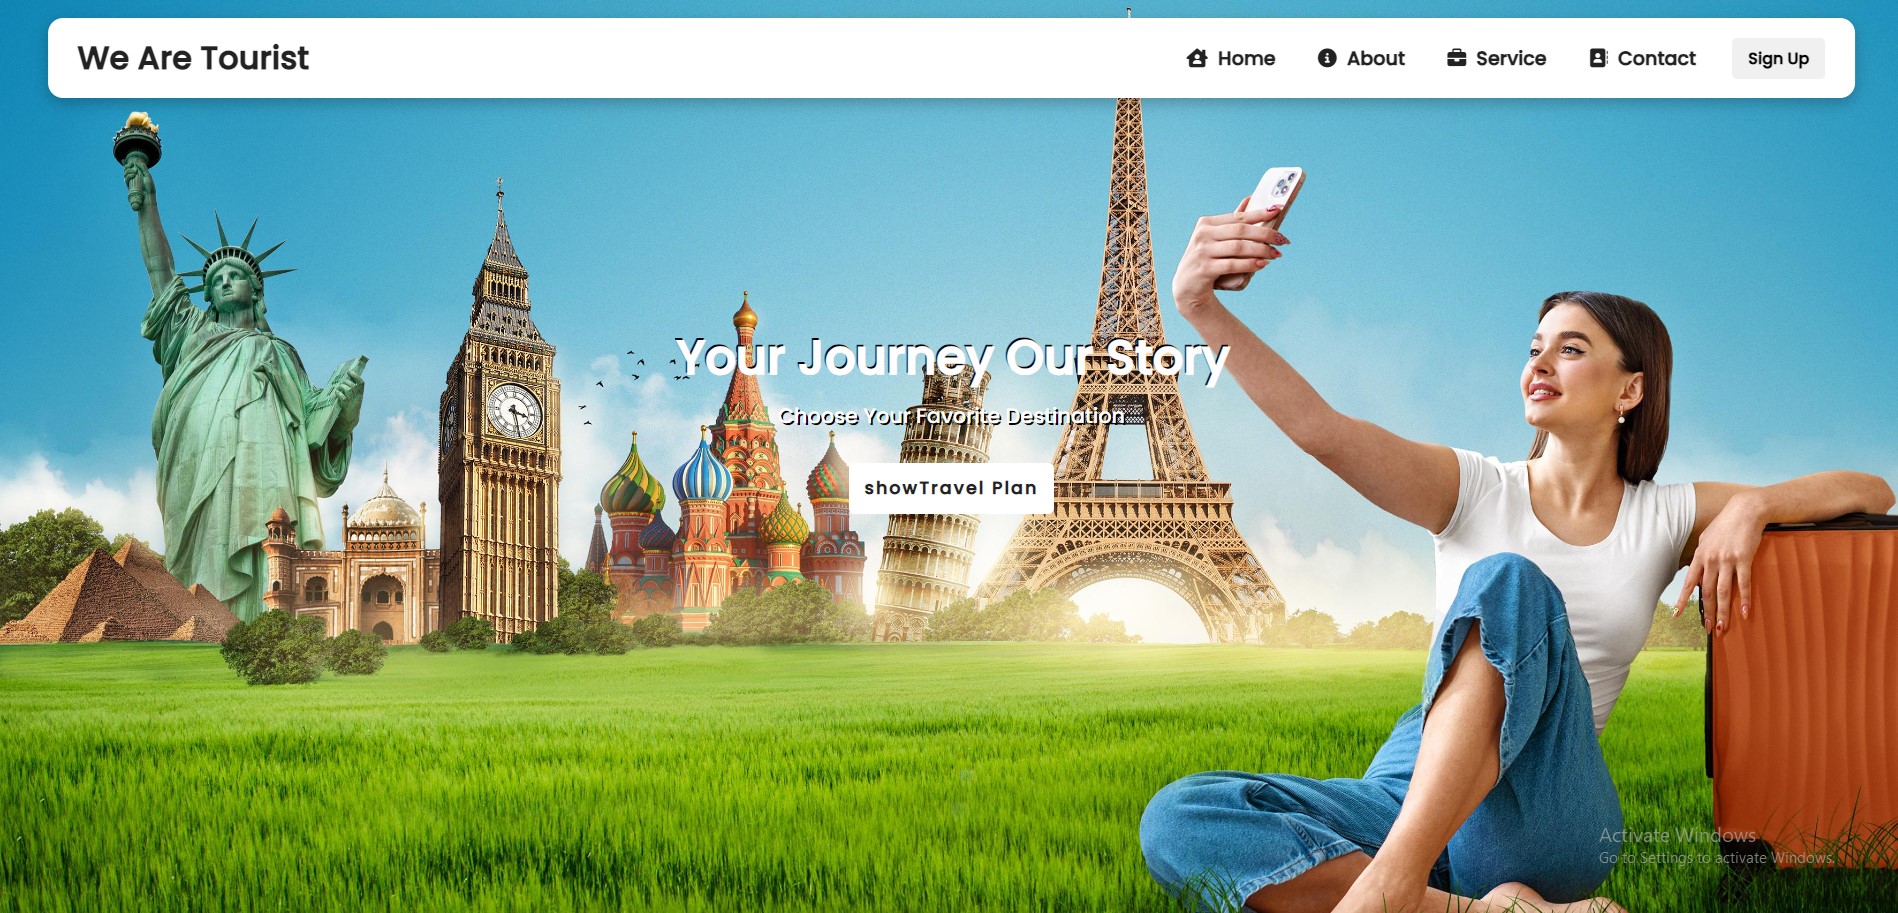 We Are Tourist
Home
About
Service
Contact
Sign Up
Your Journey Our Story
Choose Your Favorite Destination
showTravel Plan
Activate Windows
Go to Settings to activate Windows.